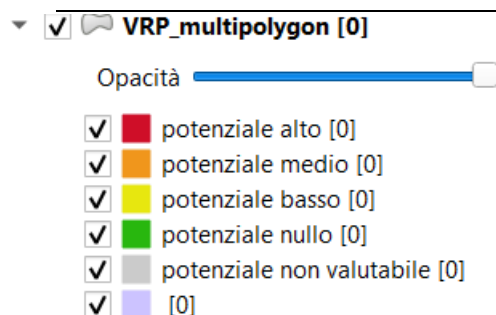 VRP_multipolygon [0]
Opacità
potenziale alto [0]
potenziale medio [0]
potenziale basso [0]
potenziale nullo [0]
potenziale non valutabile [0]
[0]